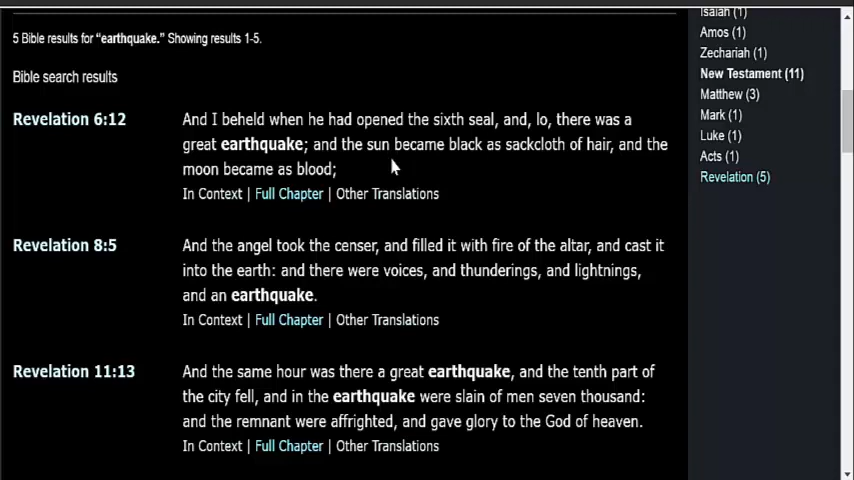 5 Bible results for “earthquake.” Showing results 1-5.
Bible search results
Revelation 6:12
And I beheld when he had opened the sixth seal, and, lo, there was a
great earthquake; and the sun became black as sackcloth of hair, and the
moon became as blood;
In Context | Full Chapter | Other Translations
Revelation 8:5
And the angel took the censer, and filled it with fire of the altar, and cast it
into the earth: and there were voices, and thunderings, and lightnings,
and an earthquake.
In Context | Full Chapter | Other Translations
Revelation 11:13
And the same hour was there a great earthquake, and the tenth part of
the city fell, and in the earthquake were slain of men seven thousand:
and the remnant were affrighted, and gave glory to the God of heaven.
In Context | Full Chapter | Other Translations
Isaiah (1)
Amos (1)
Zechariah (1)
New Testament (11)
Matthew (3)
Mark (1)
Luke (1)
Acts (1)
Revelation (5)